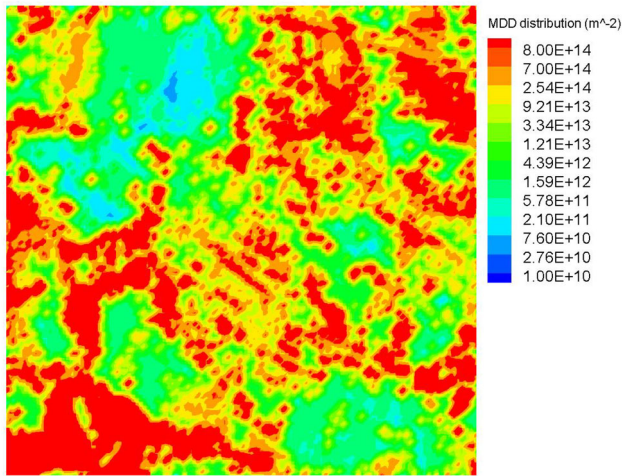 MDD distribution (m^-2)
8.00E+14
7.00E+14
2.54E+14
9.21E+13
3.34E+13
1.21E+13
4.39E+12
1.59E+12
5.78E+11
2.10E+11
7.60E+10
2.76E+10
1.00E+10